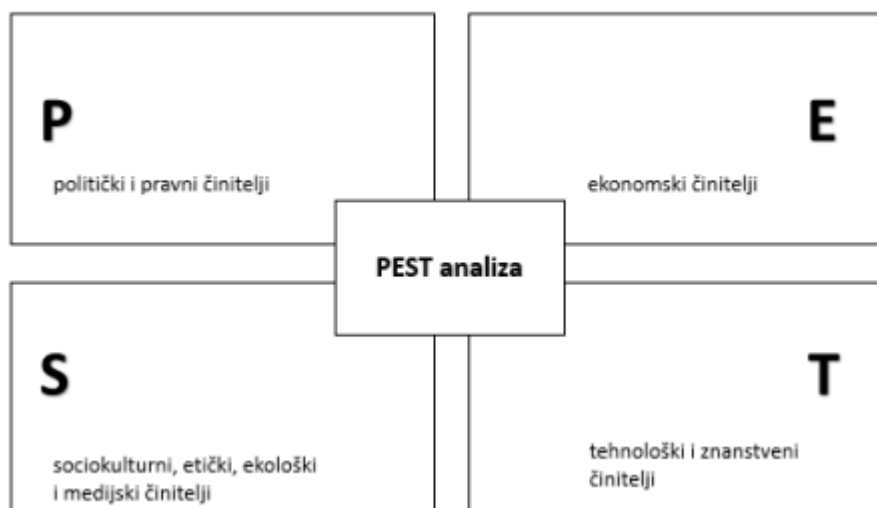 P
politički i pravni činitelji
E
ekonomski činitelji
PEST analiza
S
sociokulturni, etički, ekološki
i medijski činitelji
T
tehnološki i znanstveni
činitelji